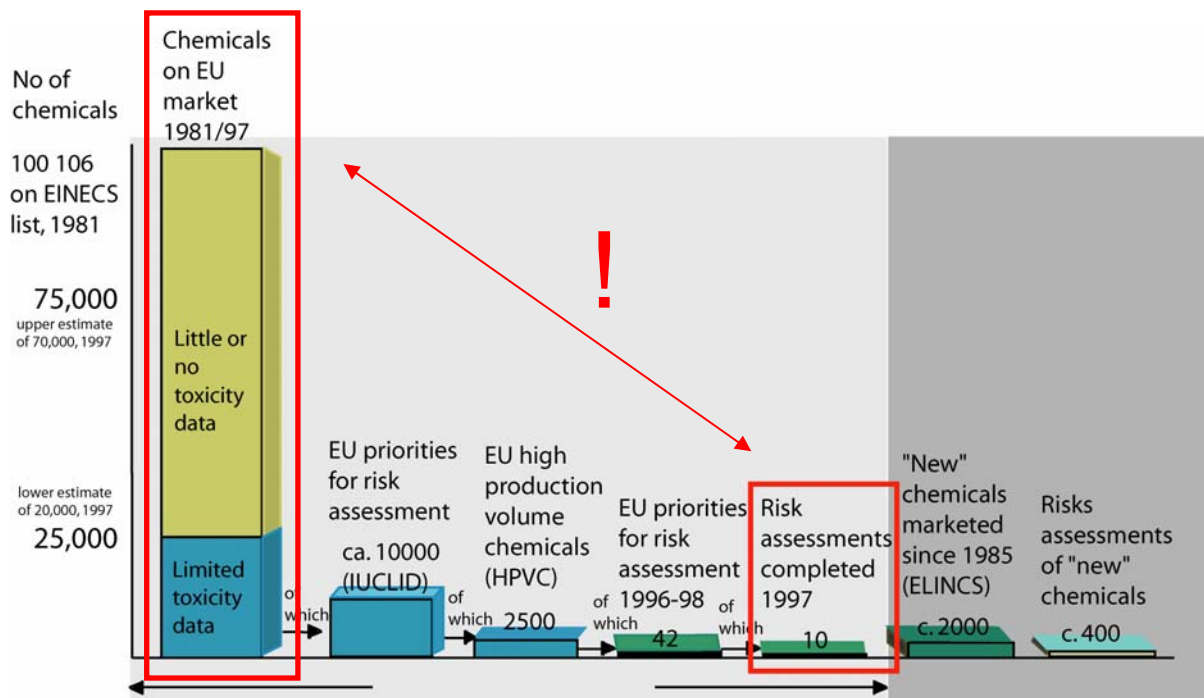 No of
chemicals
100 106
on EINECS
list, 1981
75,000
upper estimate
of 70,000, 1997
lower estimate
of 20,000, 1997
25,000
Chemicals
on EU
market
1981/97
Little or
no
toxicity
data
Limited
toxicity
data
of
which
EU priorities
for risk
assessment
ca. 10000
(IUCLID)
of
which
EU high
production
volume
chemicals
(HPVC)
2500
of
which
EU priorities
for risk
assessment
1996-98
42
of
which
!
Risk
assessments
completed
1997
10
"New"
chemicals
marketed
since 1985
(ELINCS)
c. 2000
Risks
assessments
of "new"
chemicals
c. 400